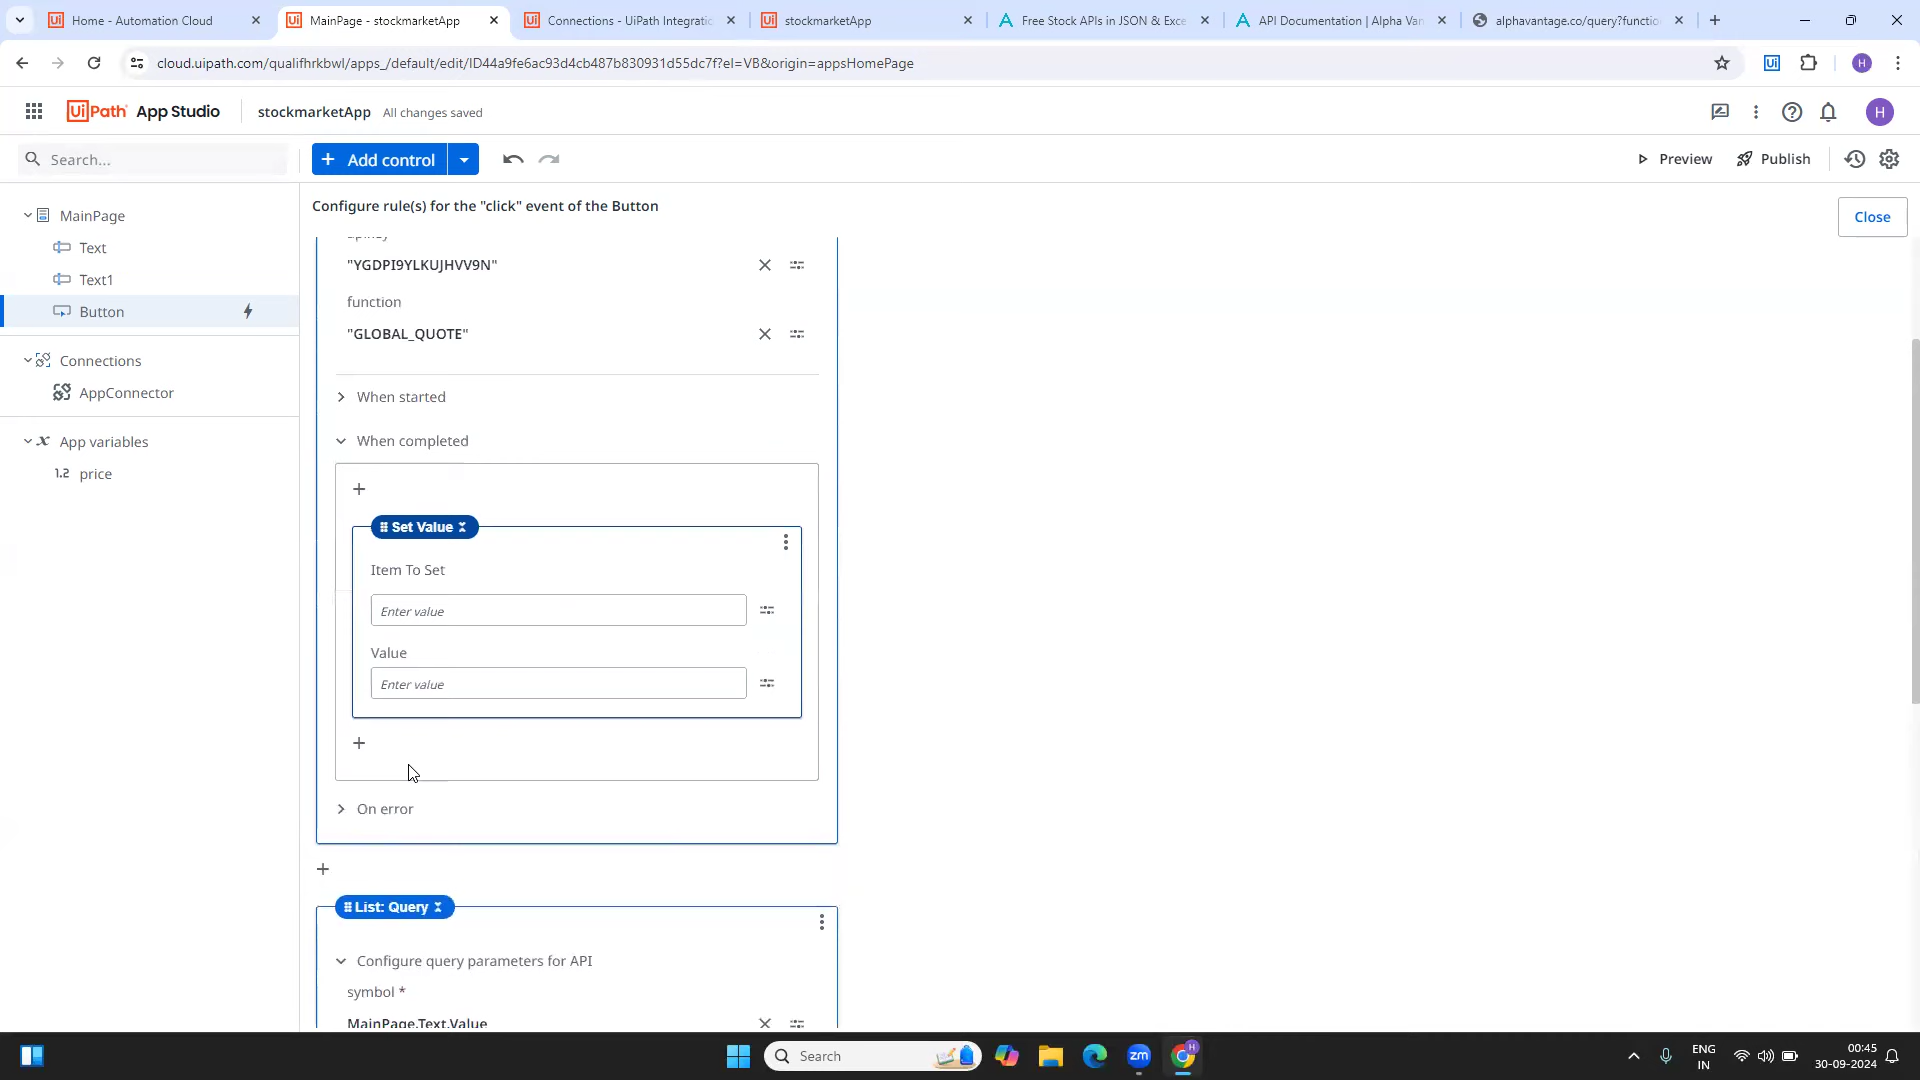 Home - Automation Cloud
MainPage - stockmarketApp
Connections - UiPath Integratic
stockmarketApp
Free Stock APIs in JSON & Exce
API Documentation | Alpha Van
alphavantage.co/query?functio
cloud.uipath.com/qualifhrkbwl/apps_/default/edit/ID44a9fe6ac93d4cb487b830931d55dc7f?el=VB&origin=appsHomePage
UiPath App Studio
stockmarketApp
All changes saved
H
Search...
+ Add control
Preview
Publish
MainPage
Text
Text1
Button
Connections
AppConnector
App variables
1.2 price
Configure rule(s) for the "click" event of the Button
Close
"YGDPI9YLKUJHVV9N"
function
"GLOBAL_QUOTE"
When started
When completed
Set Value
Item To Set
Enter value
Value
Enter value
On error
List: Query
Configure query parameters for API
symbol *
MainPage.Text.Value
Search
zm
ENG
IN
00:45
30-09-2024